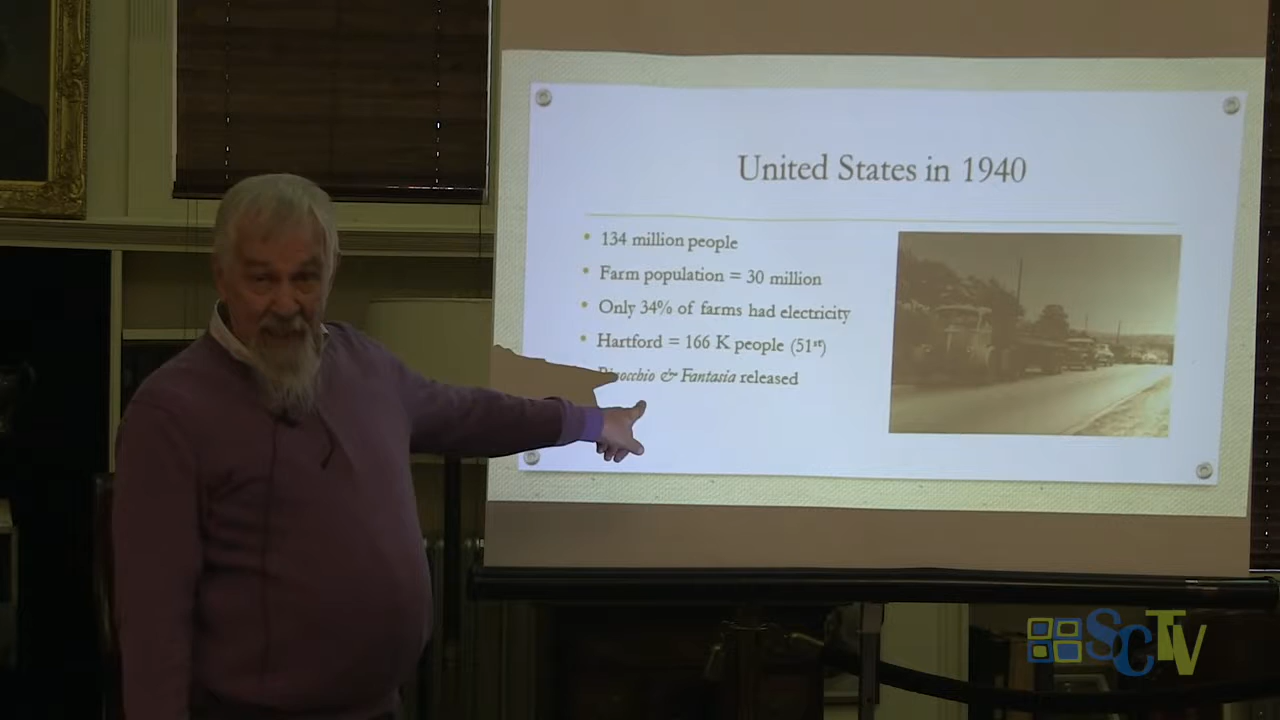 United States in 1940
• 134 million people
• Farm population = 30 million
• Only 34% of farms had electricity
• Hartford = 166 K people (51st)
Pinocchio & Fantasia released
SCTV